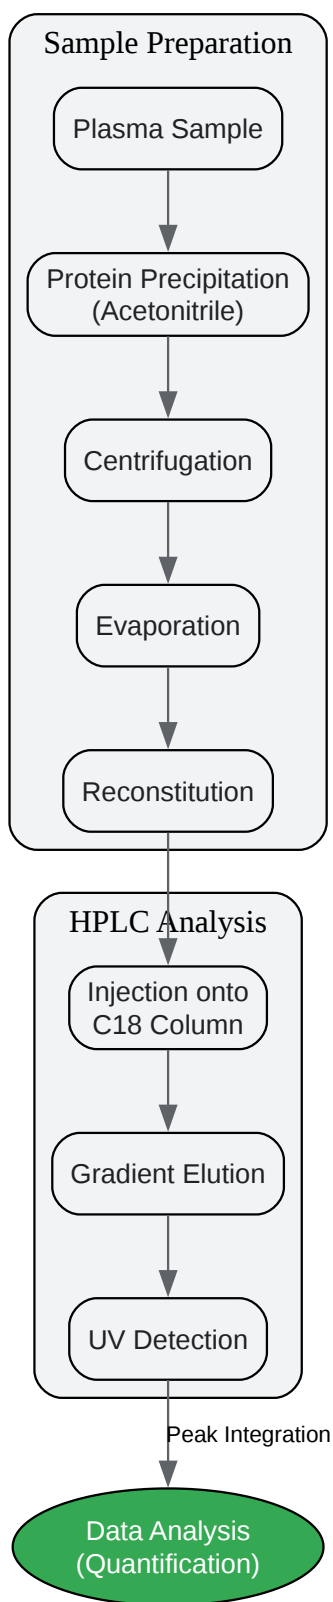 Sample Preparation
Plasma Sample
Protein Precipitation
(Acetonitrile)
Centrifugation
Evaporation
Reconstitution
HPLC Analysis
Injection onto
C18 Column
Gradient Elution
UV Detection
Peak Integration
Data Analysis
(Quantification)